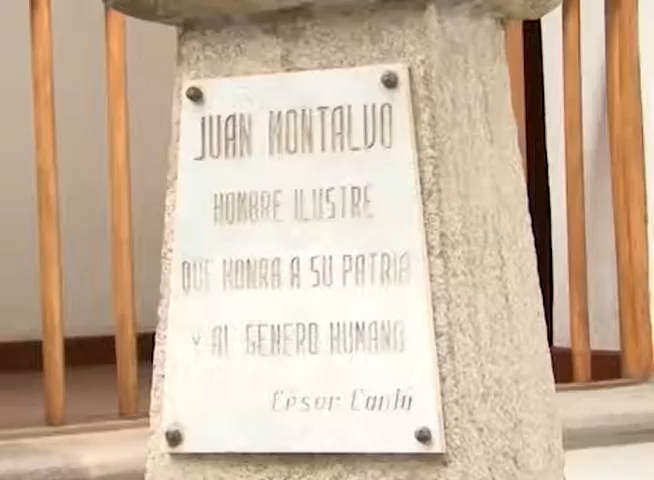 JUAN MONTALVO
HOMBRE ILUSTRE
QUE HONRA A SU PATRIA
Y AL GENERO HUMANO
César Cantú